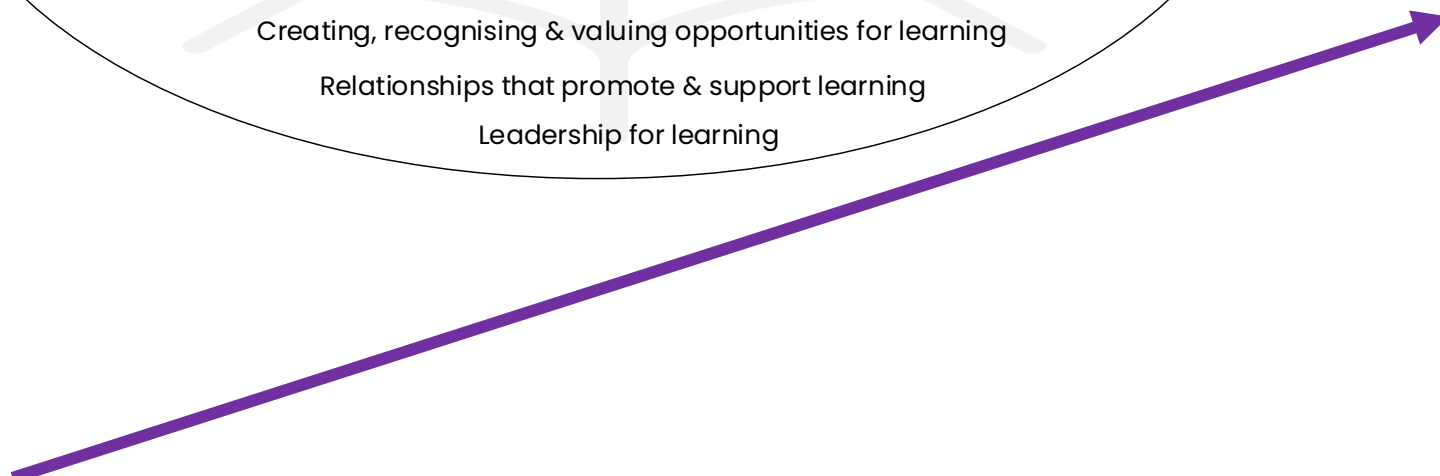 Creating, recognising & valuing opportunities for learning
Relationships that promote & support learning
Leadership for learning